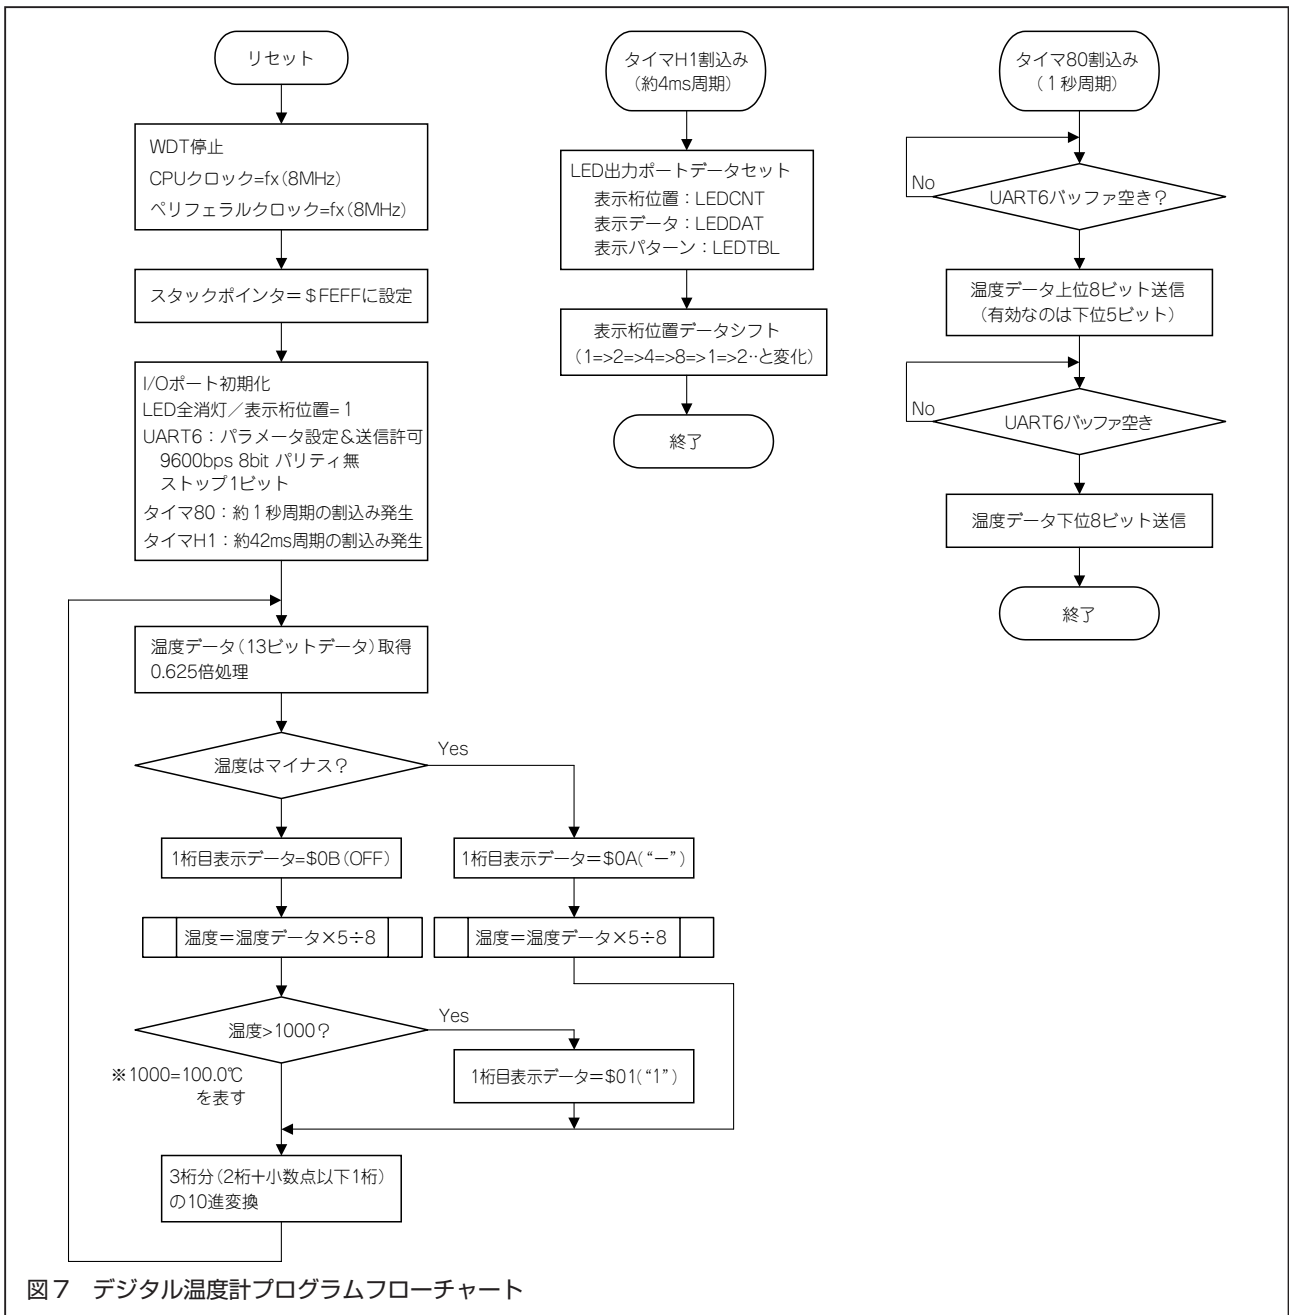 リセット
WDT停止
CPUクロック=fx(8MHz)
ペリフェラルクロック=fx(8MHz)
スタックポインタ=$FEFFに設定
I/Oポート初期化
LED全消灯／表示桁位置=1
UART6：パラメータ設定&送信許可
9600bps 8bit パリティ無
ストップ1ビット
タイマ80：約1秒周期の割込み発生
タイマH1：約42ms周期の割込み発生
温度データ(13ビットデータ)取得
0.625倍処理
温度はマイナス？
Yes
1桁目表示データ=$0B(OFF)
1桁目表示データ=$0A(“－”)
温度＝温度データ×5÷8
温度＝温度データ×5÷8
温度>1000？
Yes
※1000=100.0℃
を表す
1桁目表示データ=$01(“1”)
3桁分(2桁+小数点以下1桁)
の10進変換
タイマH1割込み
(約4ms周期)
LED出力ポートデータセット
表示桁位置：LEDCNT
表示データ：LEDDAT
表示パターン：LEDTBL
表示桁位置データシフト
(1=>2=>4=>8=>1=>2··と変化)
終了
タイマ80割込み
(1秒周期)
No
UART6バッファ空き？
温度データ上位8ビット送信
(有効なのは下位5ビット)
No
UART6バッファ空き
温度データ下位8ビット送信
終了
図7　デジタル温度計プログラムフローチャート